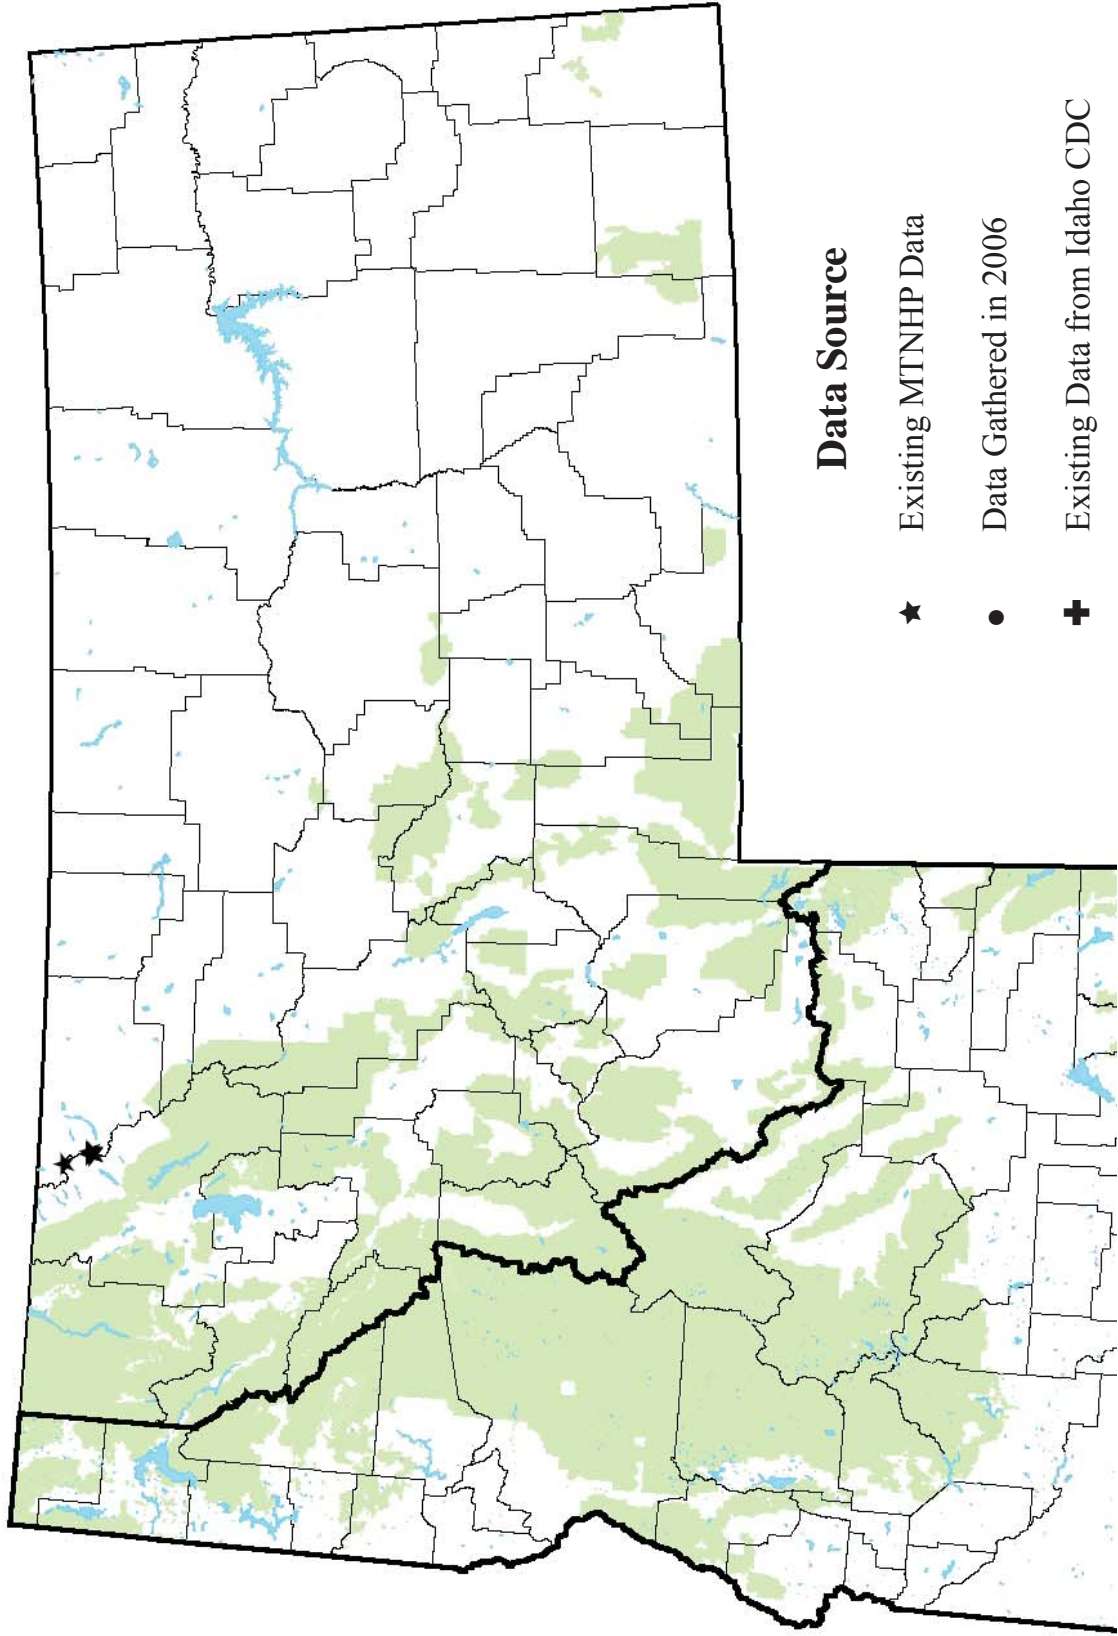 Data Source
Existing MTNHP Data
Data Gathered in 2006
Existing Data from Idaho CDC